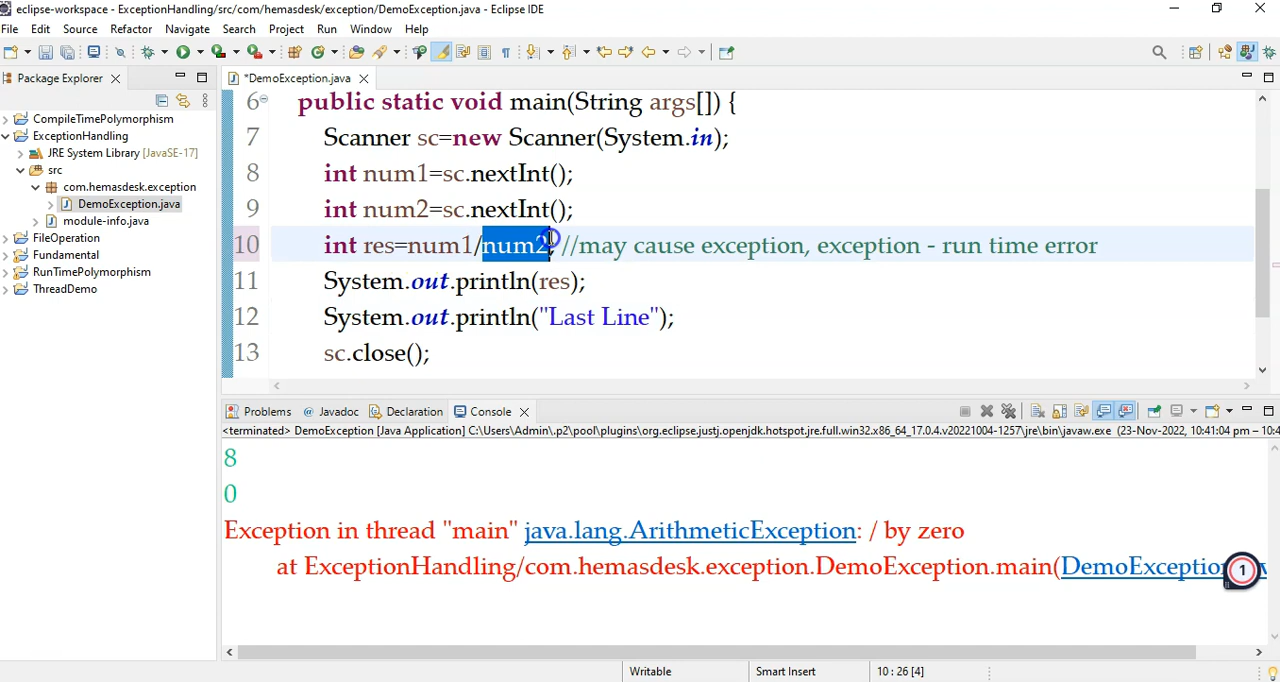 eclipse-workspace - ExceptionHandling/src/com/hemasdesk/exception/DemoException.java - Eclipse IDE
File Edit Source Refactor Navigate Search Project Run Window Help
Package Explorer
*DemoException.java
CompileTimePolymorphism
ExceptionHandling
JRE System Library [JavaSE-17]
src
com.hemasdesk.exception
DemoException.java
module-info.java
FileOperation
Fundamental
RunTimePolymorphism
ThreadDemo
6 public static void main(String args[]) {
7 Scanner sc=new Scanner(System.in);
8 int num1=sc.nextInt();
9 int num2=sc.nextInt();
10 int res=num1/num2; //may cause exception, exception - run time error
11 System.out.println(res);
12 System.out.println("Last Line");
13 sc.close();
Problems Javadoc Declaration Console
<terminated> DemoException [Java Application] C:\Users\Admin\.p2\pool\plugins\org.eclipse.justj.openjdk.hotspot.jre.full.win32.x86_64_17.0.4.v20221004-1257\jre\bin\javaw.exe (23-Nov-2022, 10:41:04 pm – 10:4
8
0
Exception in thread "main" java.lang.ArithmeticException: / by zero
at ExceptionHandling/com.hemasdesk.exception.DemoException.main(DemoException
1
Writable Smart Insert 10 : 26 [4]